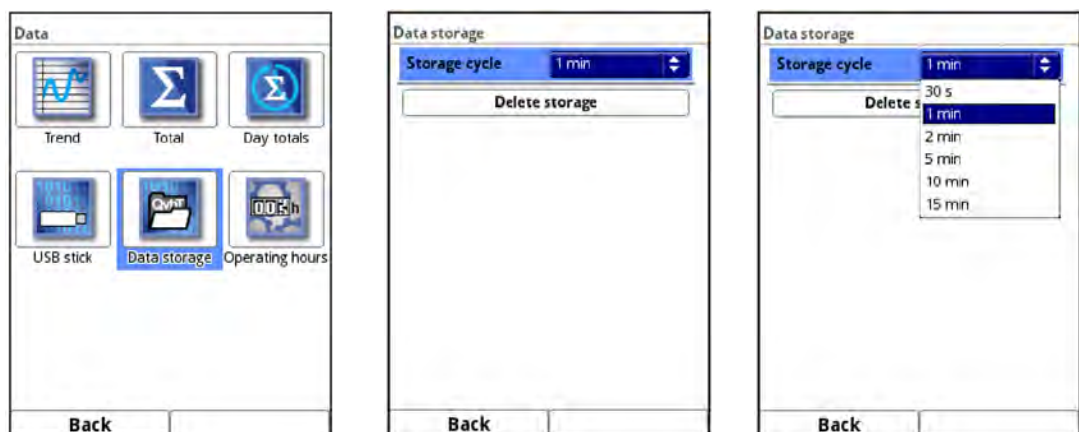 Data
Trend
Total
Day totals
USB stick
Data storage
Operating hours
Back
Data storage
Storage cycle
1 min
Delete storage
Back
Data storage
Storage cycle
1 min
Delete s
30 s
1 min
2 min
5 min
10 min
15 min
Back